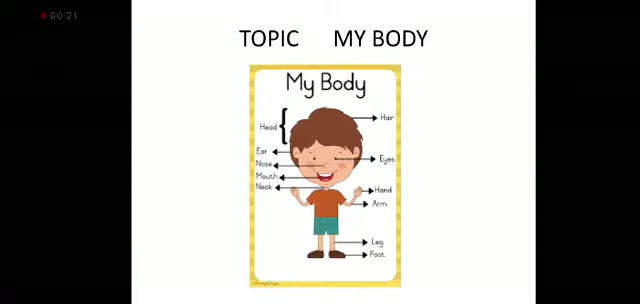 00:21
TOPIC MY BODY
My Body
Hair
Head
Ear
Eyes
Nose
Mouth
Neck
Hand
Arm
Leg
Foot